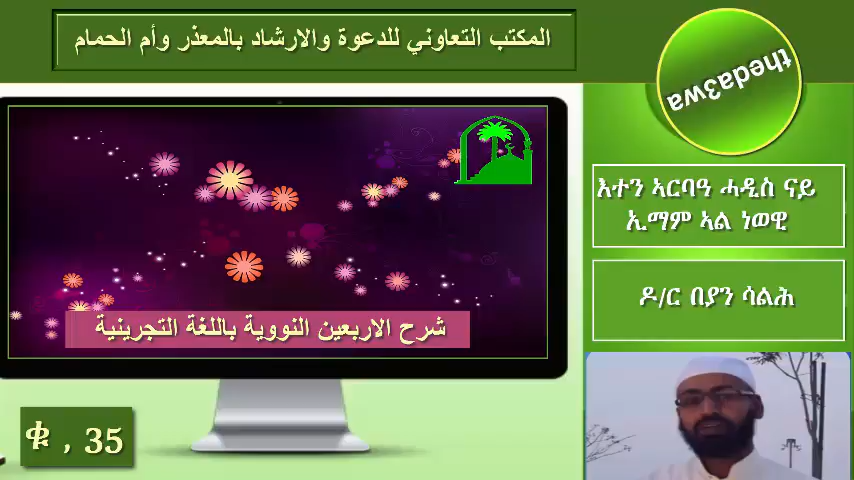 المكتب التعاوني للدعوة والارشاد بالمعذر وأم الحمام
theda3wa
እተን ኣርባዓ ሓዲስ ናይ
ኢማም ኣል ነወዊ
ዶ/ር በያን ሳልሕ
شرح الاربعين النووية باللغة التجرينية
ቁ , 35